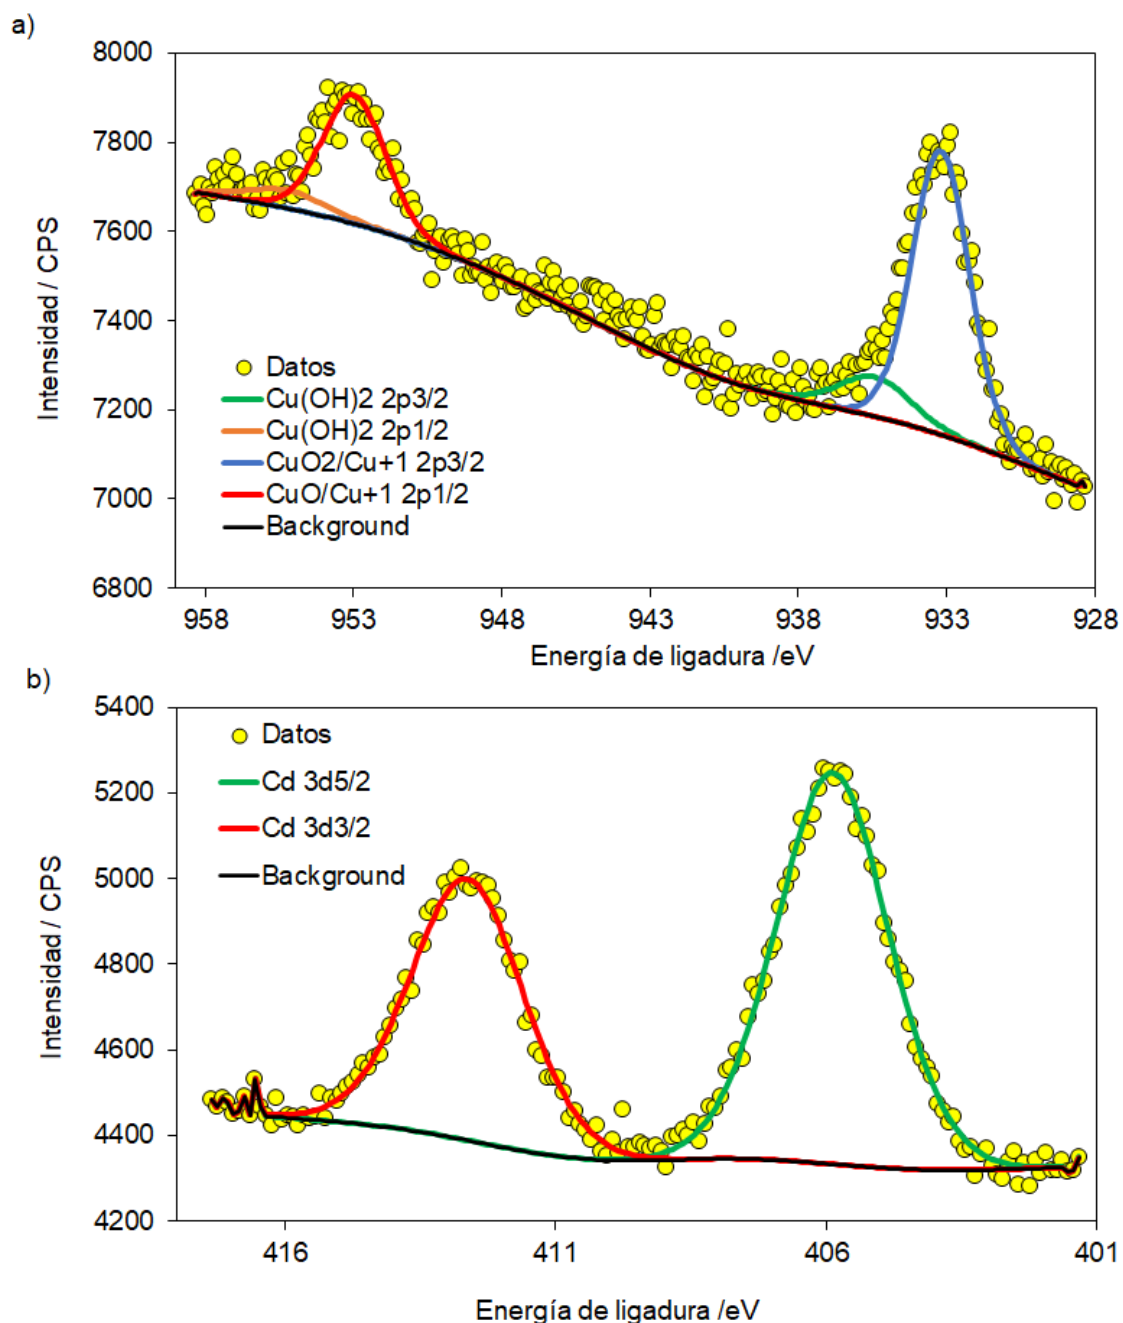 a)
8000
7800
7600
7400
7200
7000
6800
Intensidad / CPS
Datos
Cu(OH)2 2p3/2
Cu(OH)2 2p1/2
CuO2/Cu+1 2p3/2
CuO/Cu+1 2p1/2
Background
958 953 948 943 938 933 928
Energía de ligadura /eV
b)
5400
5200
5000
4800
4600
4400
4200
Intensidad / CPS
Datos
Cd 3d5/2
Cd 3d3/2
Background
416 411 406 401
Energía de ligadura /eV